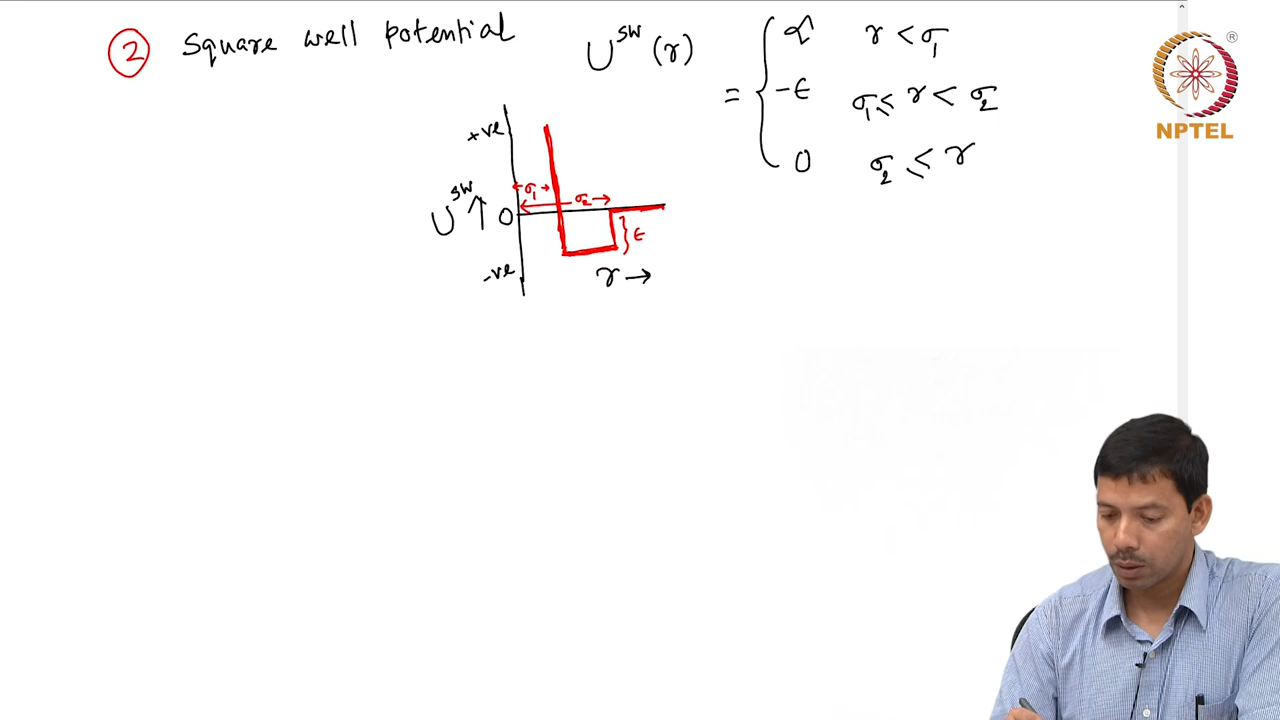 ② Square well potential U^SW (r)
= { ∞ r < σ₁
-ϵ σ₁ ≤ r < σ₂
0 σ₂ ≤ r
+ve
U^SW ↑ 0
-ve
σ₁
σ₂
ϵ
r →
®
NPTEL